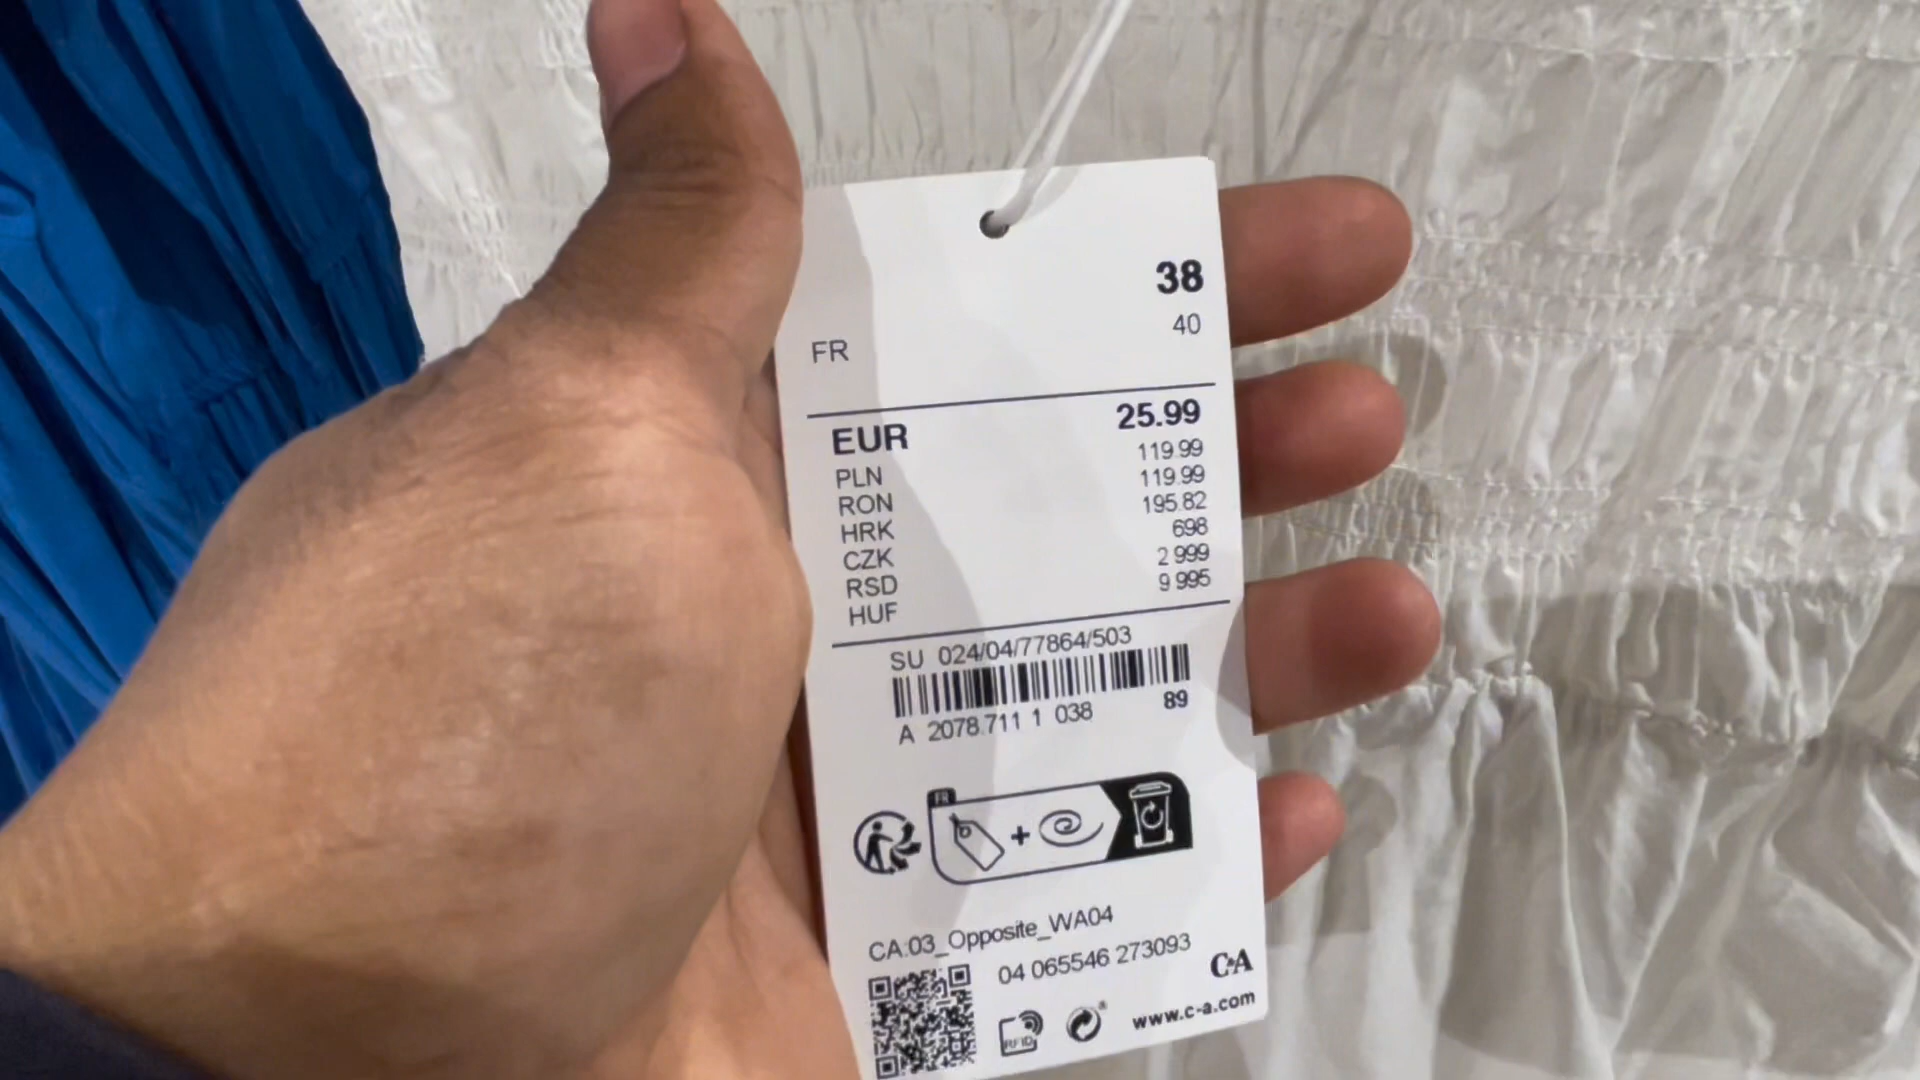 38
FR 40
EUR 25.99
PLN 119.99
RON 119.99
HRK 195.82
CZK 698
RSD 2 999
HUF 9 995
SU 024/04/77864/503
A 2078.711 1 038 89
FR
+
CA:03_Opposite_WA04
04 065546 273093
C&A
RFID
www.c-a.com